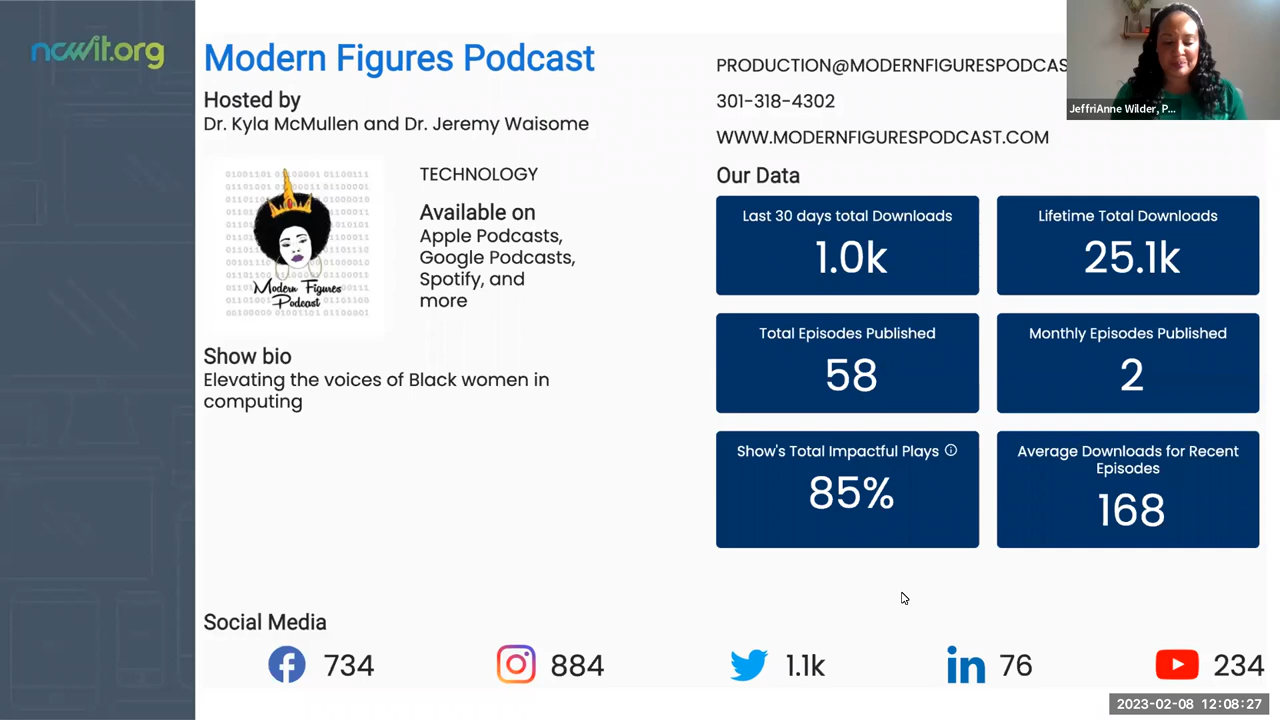 ncwit.org
Modern Figures Podcast
Hosted by
Dr. Kyla McMullen and Dr. Jeremy Waisome
Modern Figures
Podcast
TECHNOLOGY
Available on
Apple Podcasts,
Google Podcasts,
Spotify, and
more
Show bio
Elevating the voices of Black women in
computing
PRODUCTION@MODERNFIGURESPODCAS
301-318-4302
WWW.MODERNFIGURESPODCAST.COM
Our Data
Last 30 days total Downloads
1.0k
Lifetime Total Downloads
25.1k
Total Episodes Published
58
Monthly Episodes Published
2
Show's Total Impactful Plays
85%
Average Downloads for Recent
Episodes
168
Social Media
734
884
1.1k
in 76
234
JeffriAnne Wilder, P...
2023-02-08 12:08:27